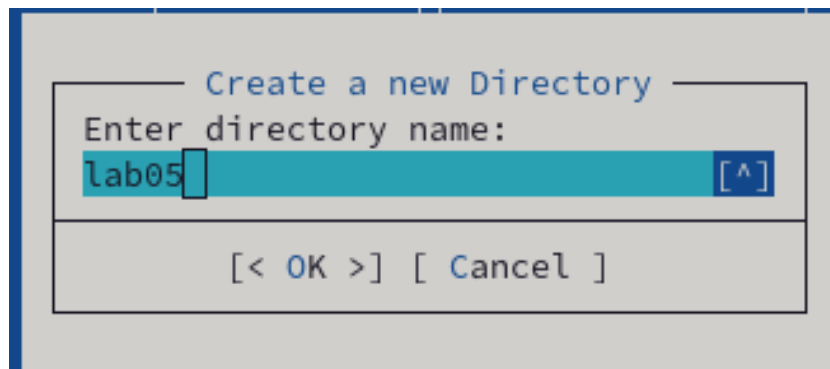 Create a new Directory
Enter directory name:
lab05 [^]
[< OK >] [ Cancel ]